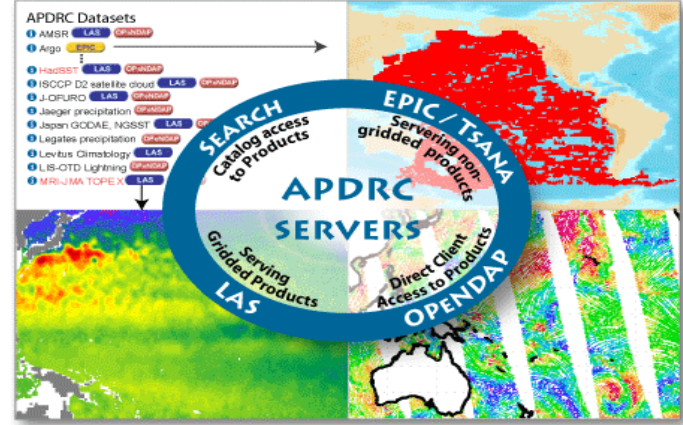 APDRC Datasets
AMSR LAS OPeNDAP
Argo EPIC
HadSST LAS OPeNDAP
ISCCP D2 satellite cloud LAS OPeNDAP
J-OFURO LAS OPeNDAP
Jaeger precipitation OPeNDAP
Japan GODAE, NGSST LAS
Legates precipitation OPeNDAP
Levitus Climatology LAS
LIS-OTD Lightning OPeNDAP
MRI-JMA TOPEX LAS
SEARCH
Catalog access
to Products
EPIC / TSANA
Servering non-
gridded products
APDRC
SERVERS
Serving
Gridded Products
LAS
Direct Client
Access to Products
OPENDAP